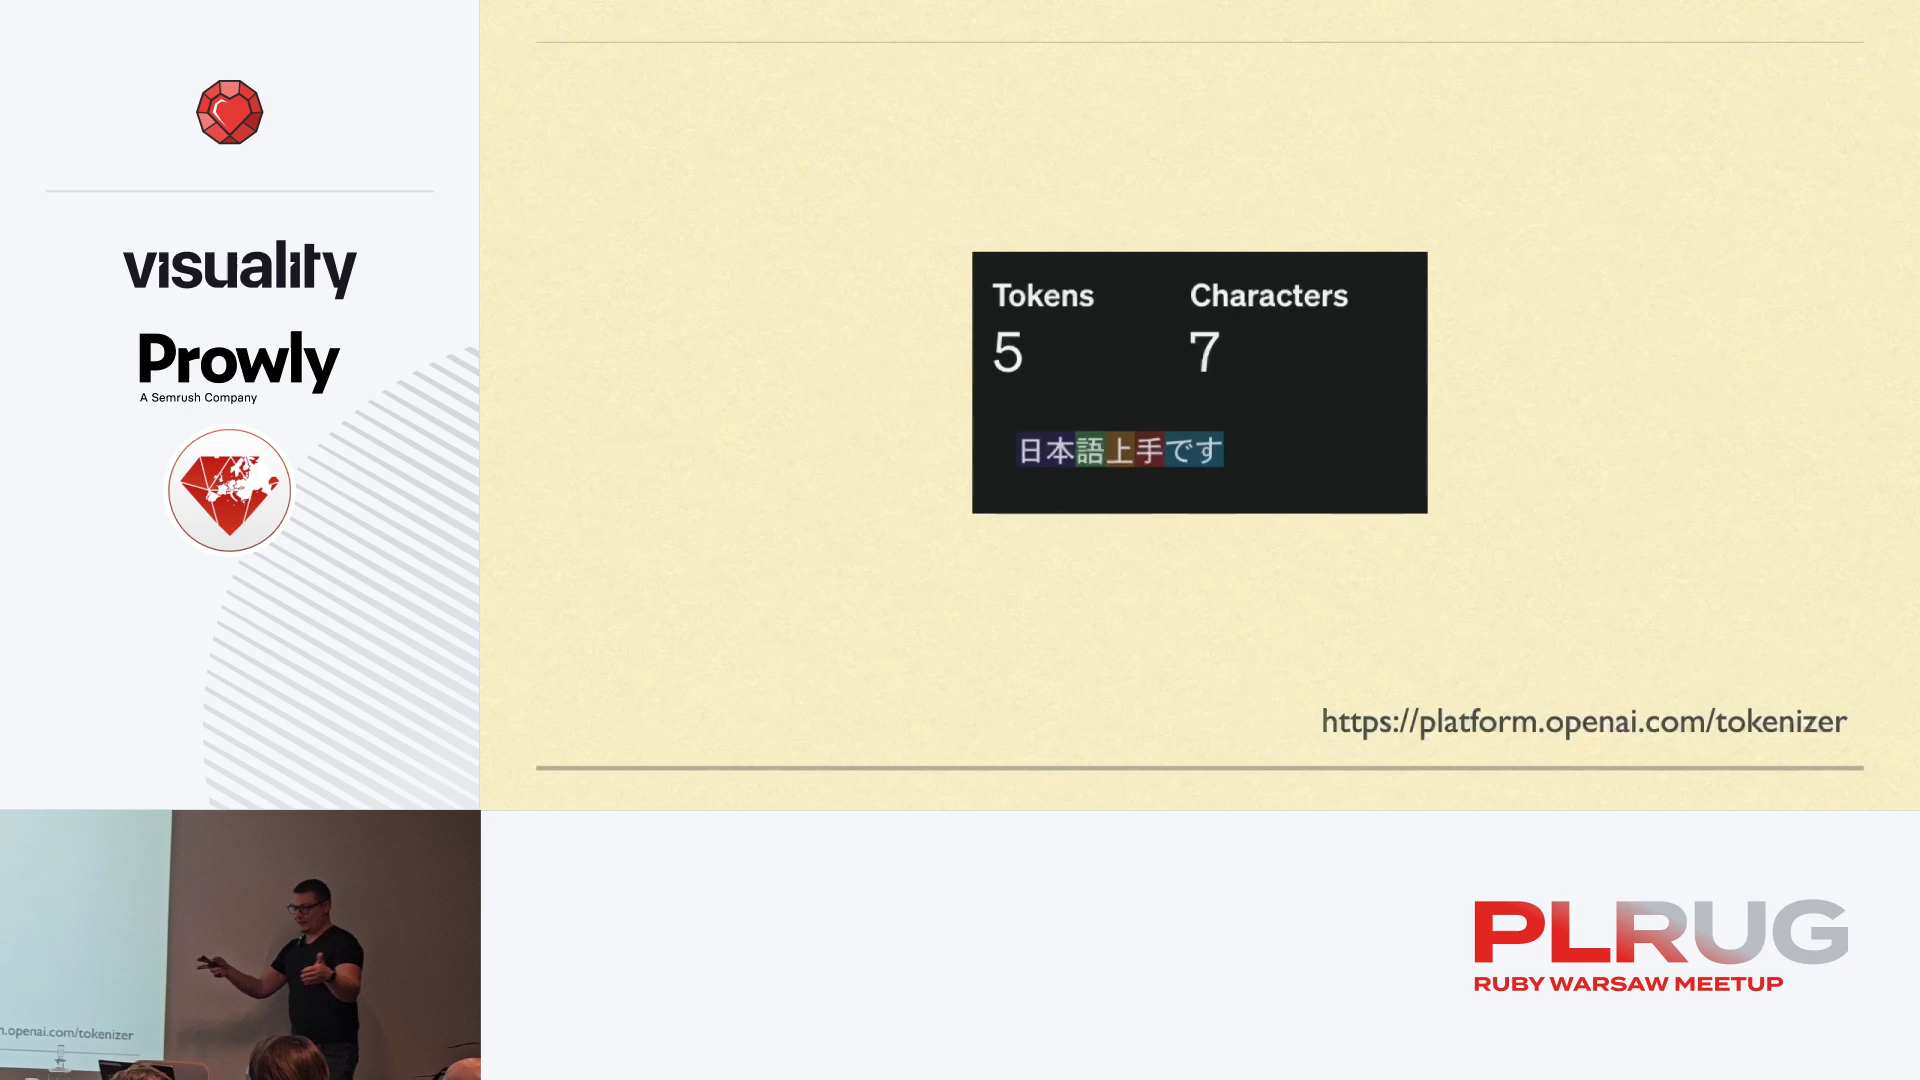 visuality
Prowly
A Semrush Company
Tokens Characters
5 7
日本語上手です
https://platform.openai.com/tokenizer
n.openai.com/tokenizer
PLRUG
RUBY WARSAW MEETUP